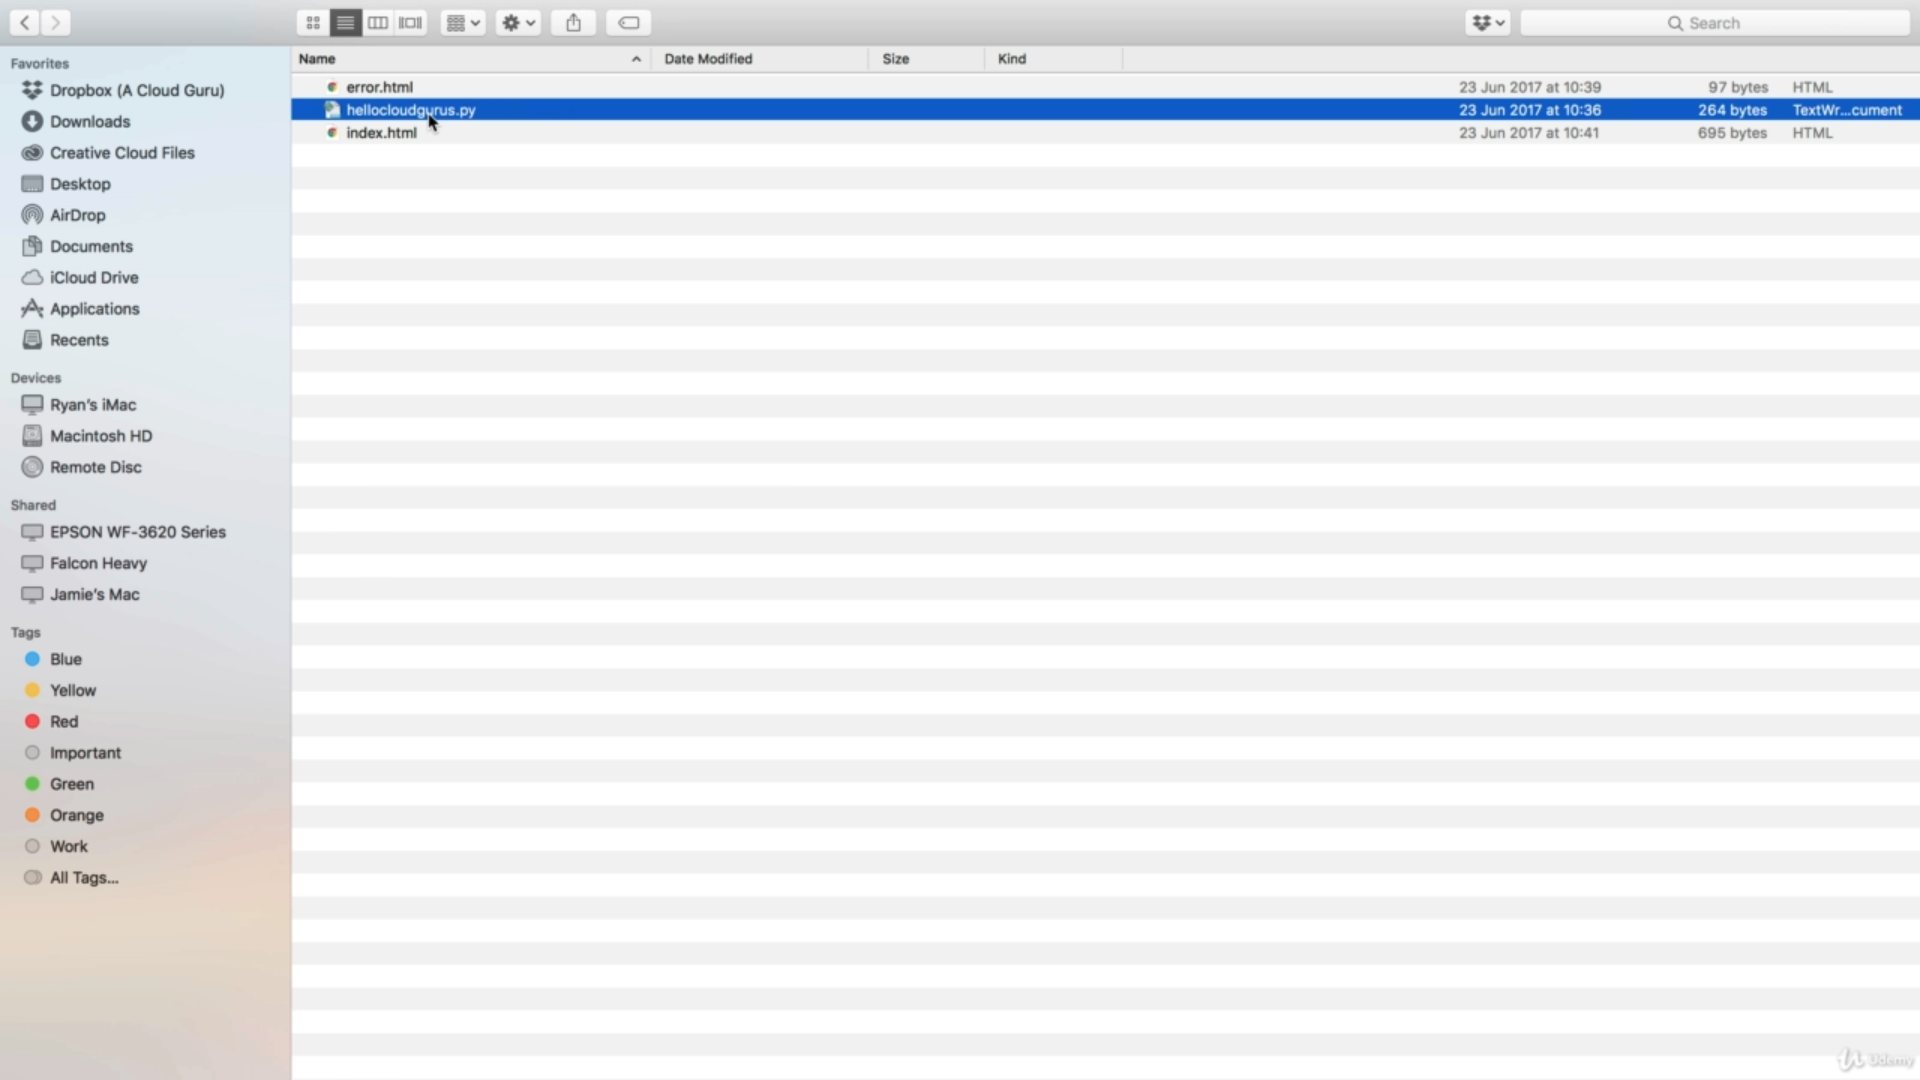 Search
Favorites
Dropbox (A Cloud Guru)
Downloads
Creative Cloud Files
Desktop
AirDrop
Documents
iCloud Drive
Applications
Recents
Devices
Ryan's iMac
Macintosh HD
Remote Disc
Shared
EPSON WF-3620 Series
Falcon Heavy
Jamie's Mac
Tags
Blue
Yellow
Red
Important
Green
Orange
Work
All Tags...
Name Date Modified Size Kind
error.html 23 Jun 2017 at 10:39 97 bytes HTML
hellocloudgurus.py 23 Jun 2017 at 10:36 264 bytes TextWr...cument
index.html 23 Jun 2017 at 10:41 695 bytes HTML
Udemy